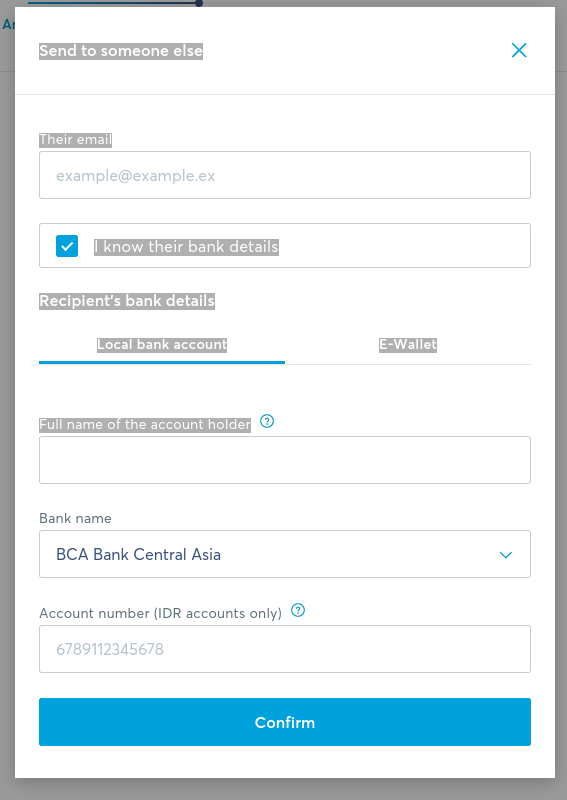 Send to someone else
Their email
example@example.ex
I know their bank details
Recipient's bank details
Local bank account
E-Wallet
Full name of the account holder
Bank name
BCA Bank Central Asia
Account number (IDR accounts only)
6789112345678
Confirm